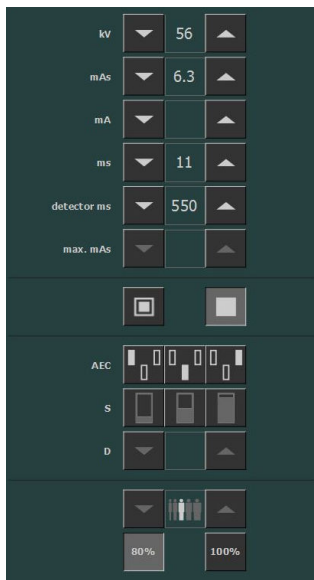 kV 56
mAs 6.3
mA
ms 11
detector ms 550
max. mAs
AEC
S
D
80% 100%